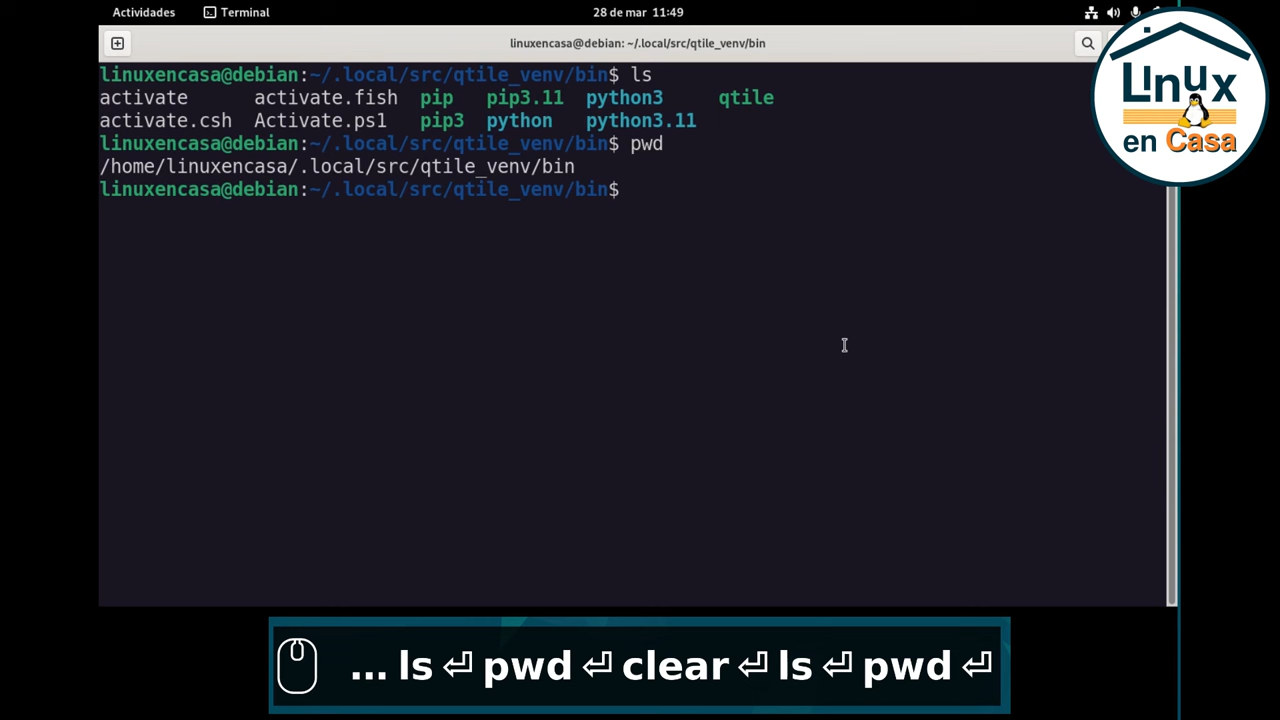 Actividades Terminal 28 de mar 11:49
linuxencasa@debian: ~/.local/src/qtile_venv/bin
linuxencasa@debian:~/.local/src/qtile_venv/bin$ ls
activate activate.fish pip pip3.11 python3 qtile
activate.csh Activate.ps1 pip3 python python3.11
linuxencasa@debian:~/.local/src/qtile_venv/bin$ pwd
/home/linuxencasa/.local/src/qtile_venv/bin
linuxencasa@debian:~/.local/src/qtile_venv/bin$
LInUx
en Casa
... ls ⏎ pwd ⏎ clear ⏎ ls ⏎ pwd ⏎